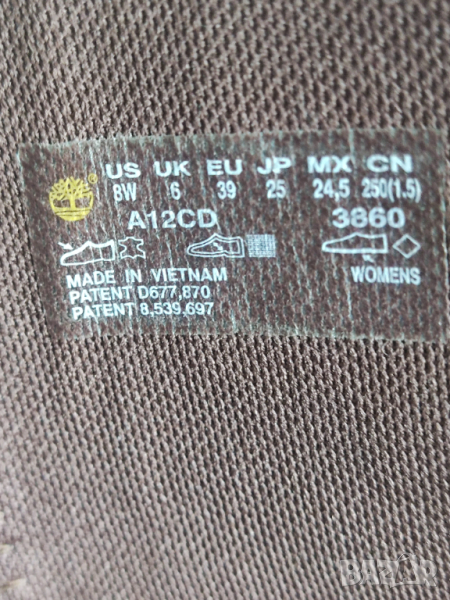 US UK EU JP MX CN
8W 6 39 25 24,5 250(1.5)
A12CD 3860
MADE IN VIETNAM WOMENS
PATENT D677,870
PATENT 8,539,697
BAZAR